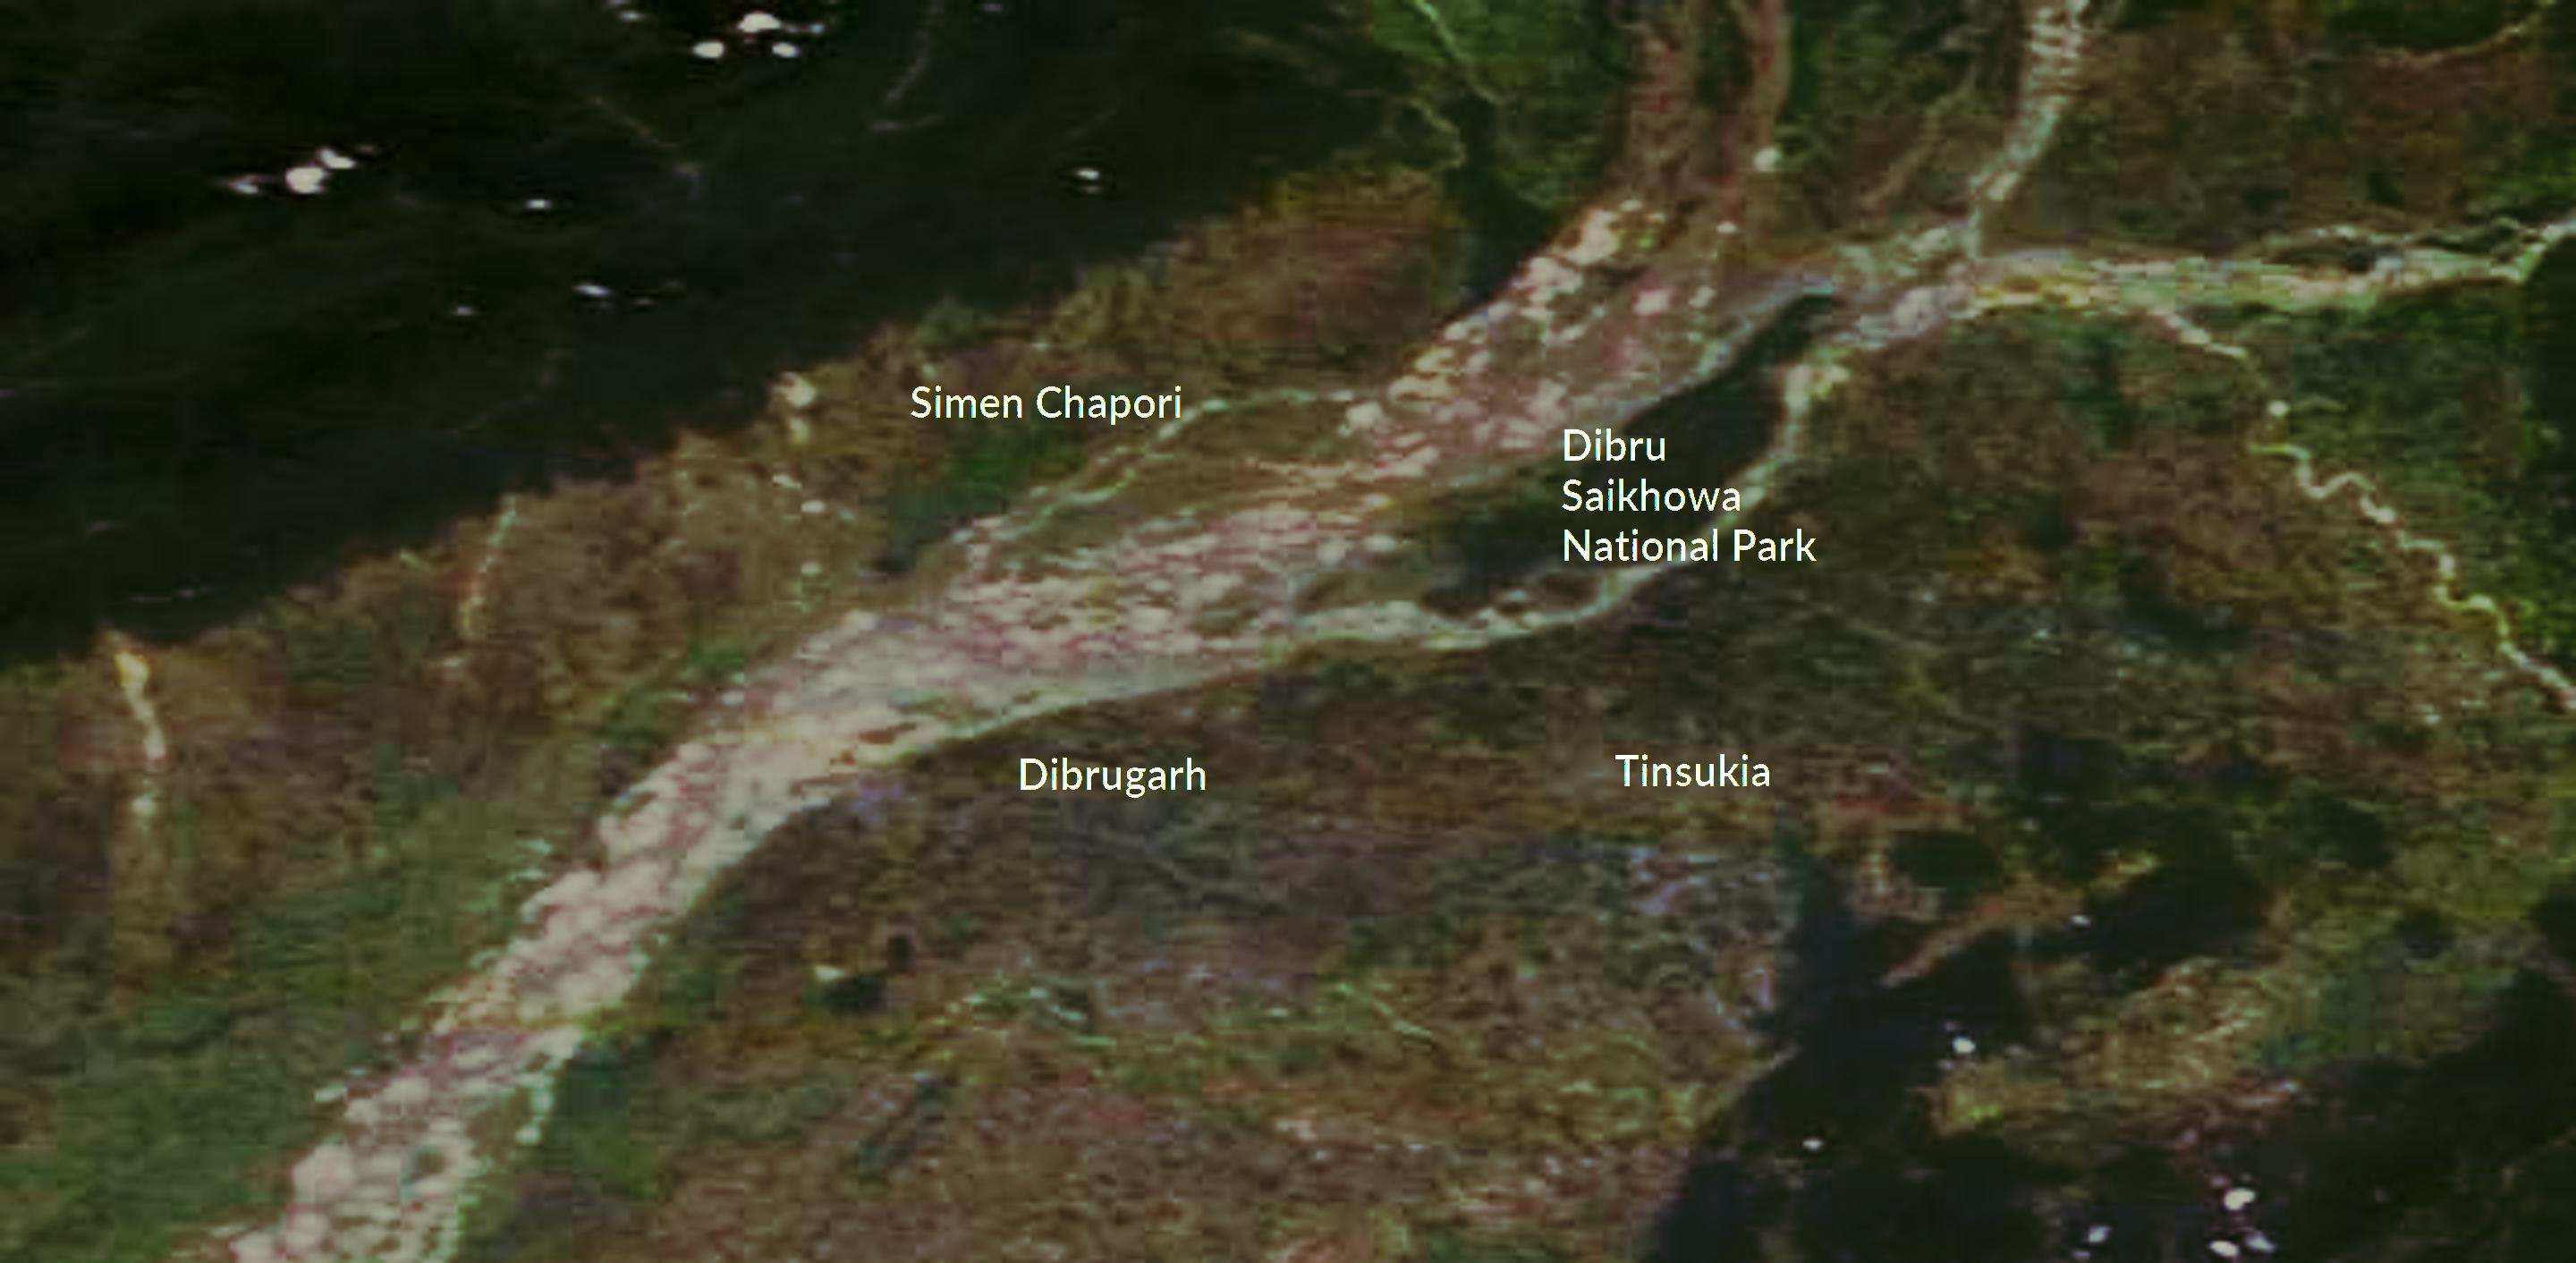 Simen Chapori
Dibru
Saikhowa
National Park
Dibrugarh
Tinsukia